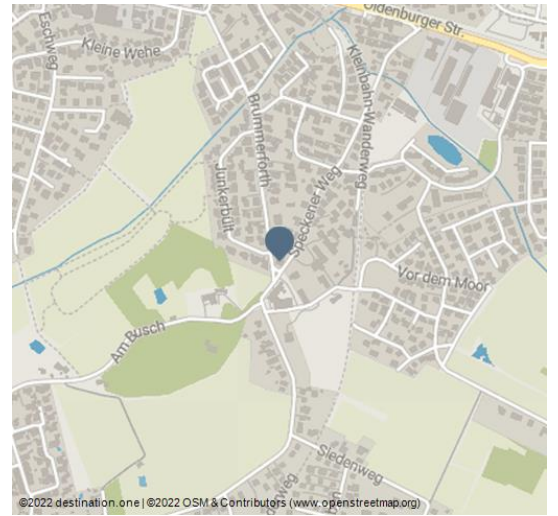 Oldenburger Str.
Eschweg
Kleine Wehe
Kleinbahn-Wanderweg
Brummerforth
Junkerbült
Speckener Weg
Vor dem Moor
Am Busch
Siedenweg
©2022 destination.one | ©2022 OSM & Contributors (www.openstreetmap.org)